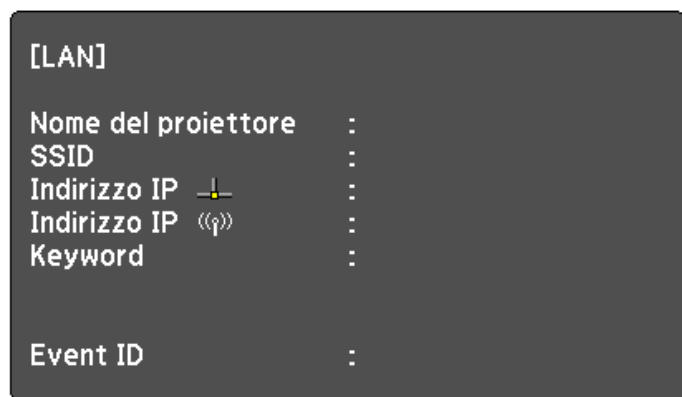 [LAN]
Nome del proiettore :
SSID :
Indirizzo IP :
Indirizzo IP :
Keyword :
Event ID :